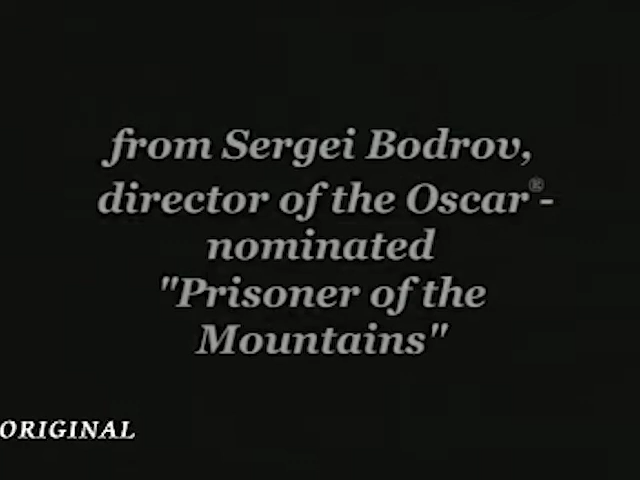 from Sergei Bodrov,
director of the Oscar®-
nominated
"Prisoner of the
Mountains"
ORIGINAL